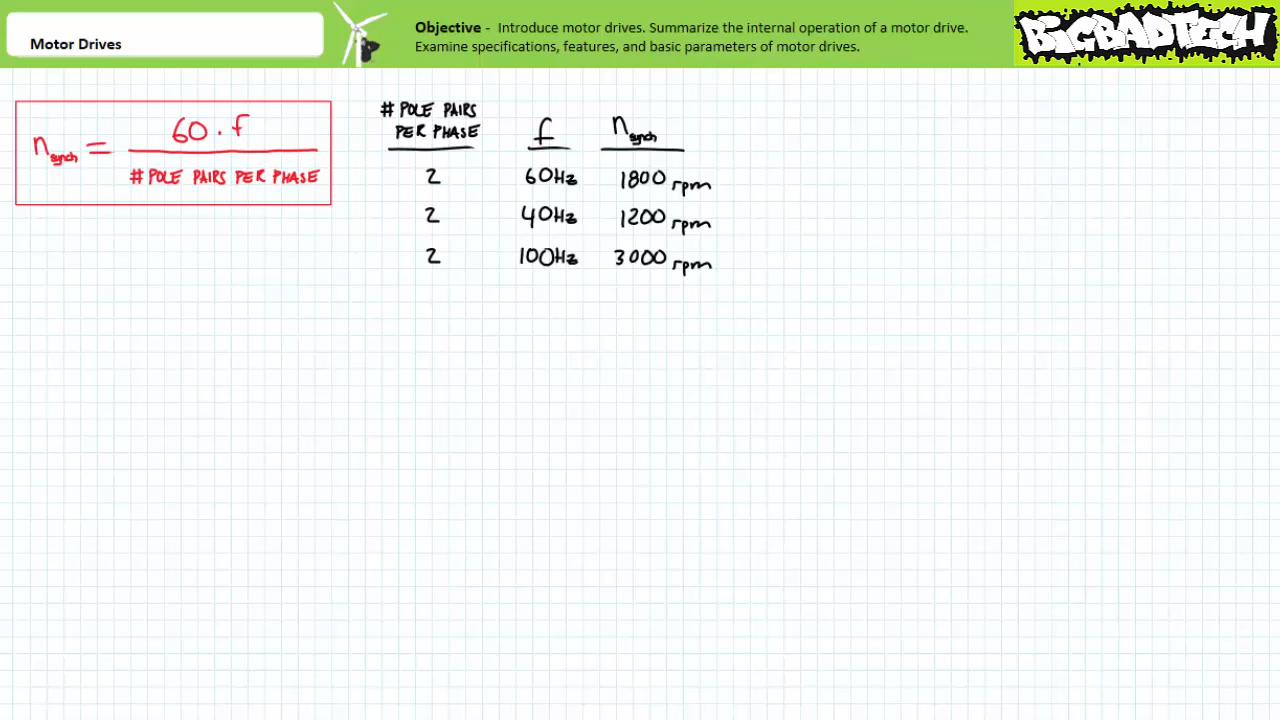 Motor Drives
Objective - Introduce motor drives. Summarize the internal operation of a motor drive.
Examine specifications, features, and basic parameters of motor drives.
BIGBADTECH
n synch = 60 · f / # POLE PAIRS PER PHASE
# POLE PAIRS
PER PHASE f n synch
2 60Hz 1800 rpm
2 40Hz 1200 rpm
2 100Hz 3000 rpm